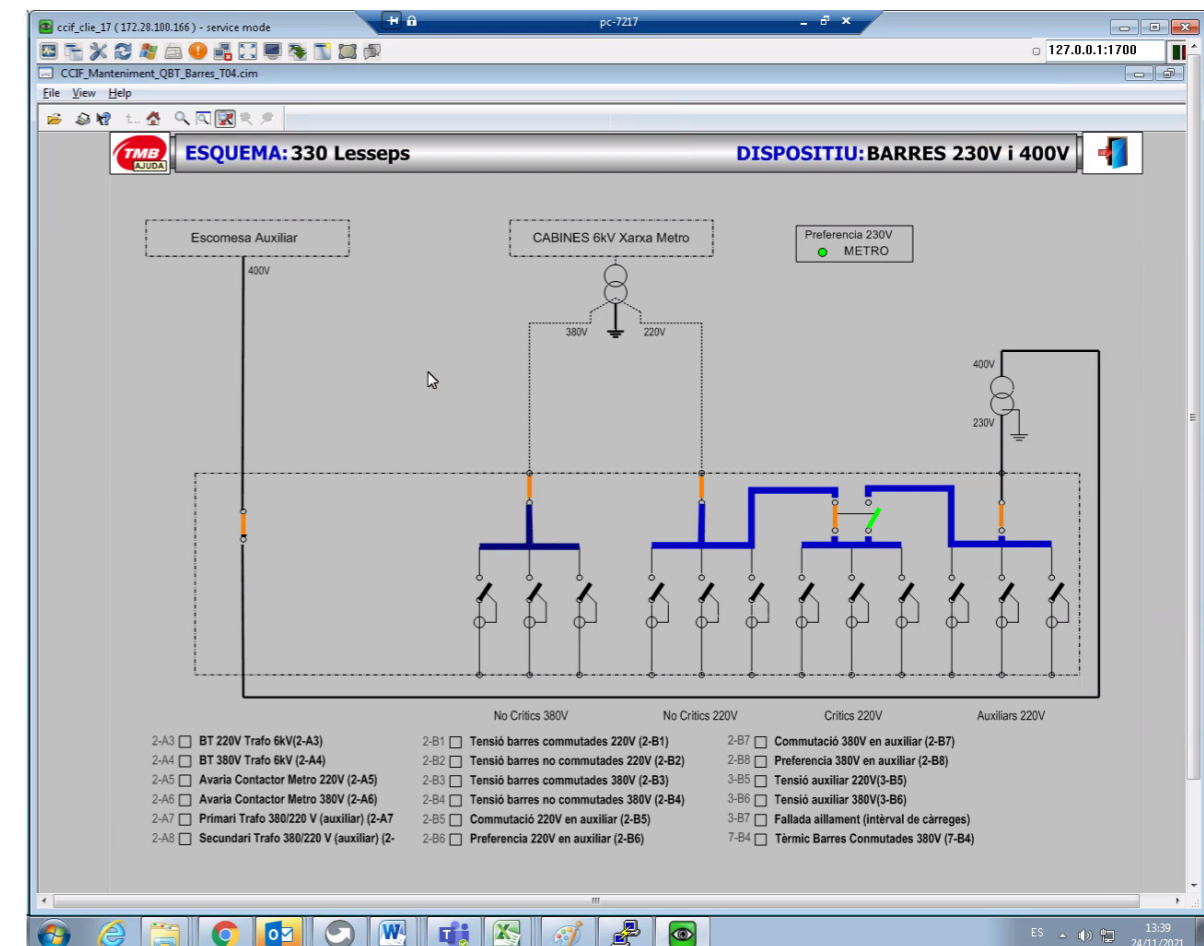 ccif_clie_17 ( 172.28.100.166 ) - service mode
pc-7217
127.0.0.1:1700
CCIF_Manteniment_QBT_Barres_T04.cim
File View Help
TMB
AJUDA
ESQUEMA: 330 Lesseps
DISPOSITIU: BARRES 230V i 400V
Escomesa Auxiliar
CABINES 6kV Xarxa Metro
Preferencia 230V
METRO
400V
380V
220V
400V
230V
No Critics 380V
No Critics 220V
Critics 220V
Auxiliars 220V
2-A3 BT 220V Trafo 6kV(2-A3)
2-A4 BT 380V Trafo 6kV (2-A4)
2-A5 Avaria Contactor Metro 220V (2-A5)
2-A6 Avaria Contactor Metro 380V (2-A6)
2-A7 Primari Trafo 380/220 V (auxiliar) (2-A7
2-A8 Secundari Trafo 380/220 V (auxiliar) (2-
2-B1 Tensió barres commutades 220V (2-B1)
2-B2 Tensió barres no commutades 220V (2-B2)
2-B3 Tensió barres commutades 380V (2-B3)
2-B4 Tensió barres no commutades 380V (2-B4)
2-B5 Commutació 220V en auxiliar (2-B5)
2-B6 Preferencia 220V en auxiliar (2-B6)
2-B7 Commutació 380V en auxiliar (2-B7)
2-B8 Preferencia 380V en auxiliar (2-B8)
3-B5 Tensió auxiliar 220V(3-B5)
3-B6 Tensió auxiliar 380V(3-B6)
3-B7 Fallada aillament (intèrval de càrreges)
7-B4 Tèrmic Barres Conmutades 380V (7-B4)
ES
13:39
24/11/2021